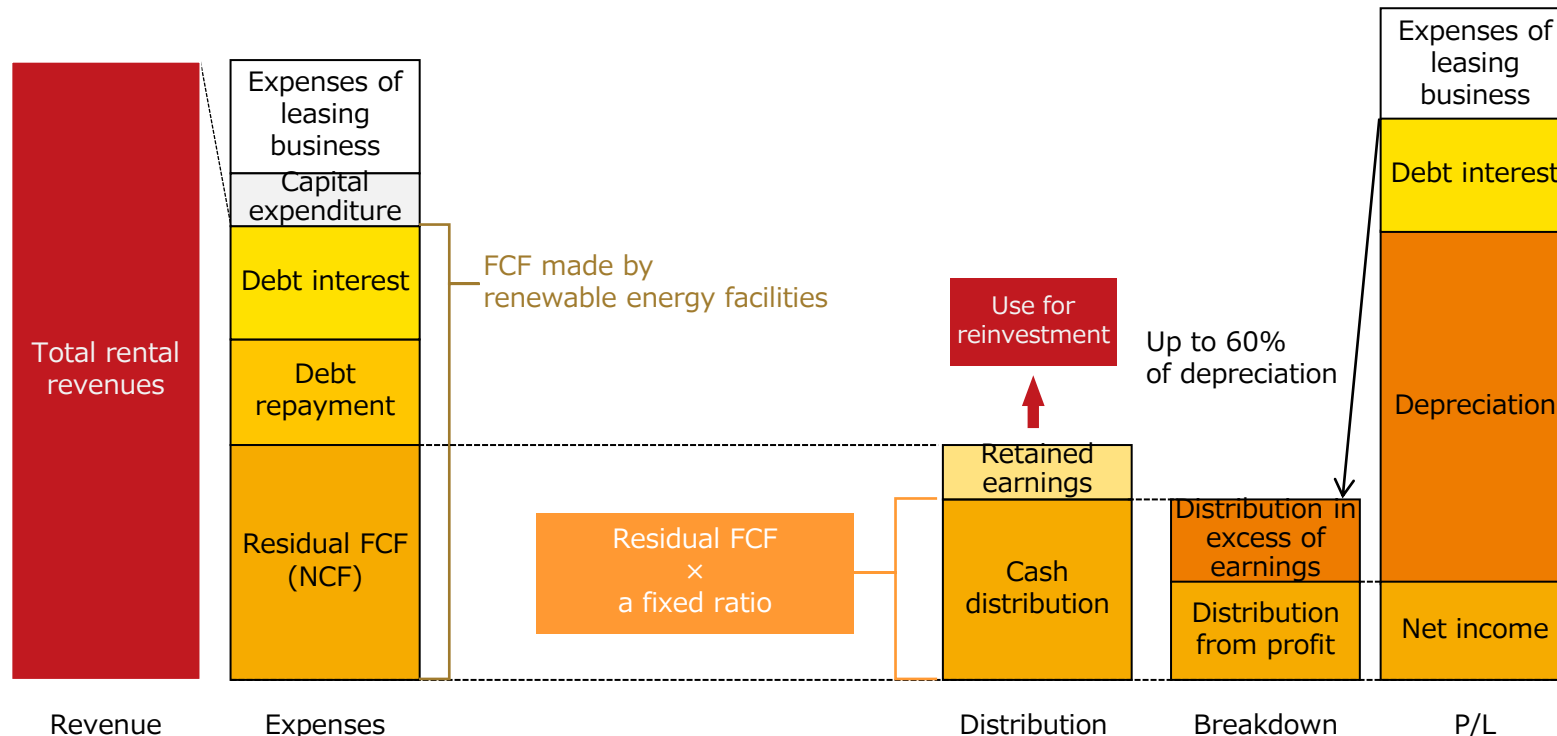 Total rental
revenues
Expenses of
leasing
business
Capital
expenditure
Debt interest
Debt
repayment
Residual FCF
(NCF)
FCF made by
renewable energy facilities
Residual FCF
×
a fixed ratio
Use for
reinvestment
Retained
earnings
Cash
distribution
Up to 60%
of depreciation
Distribution in
excess of
earnings
Distribution
from profit
Expenses of
leasing
business
Debt interest
Depreciation
Net income
Revenue
Expenses
Distribution
Breakdown
P/L